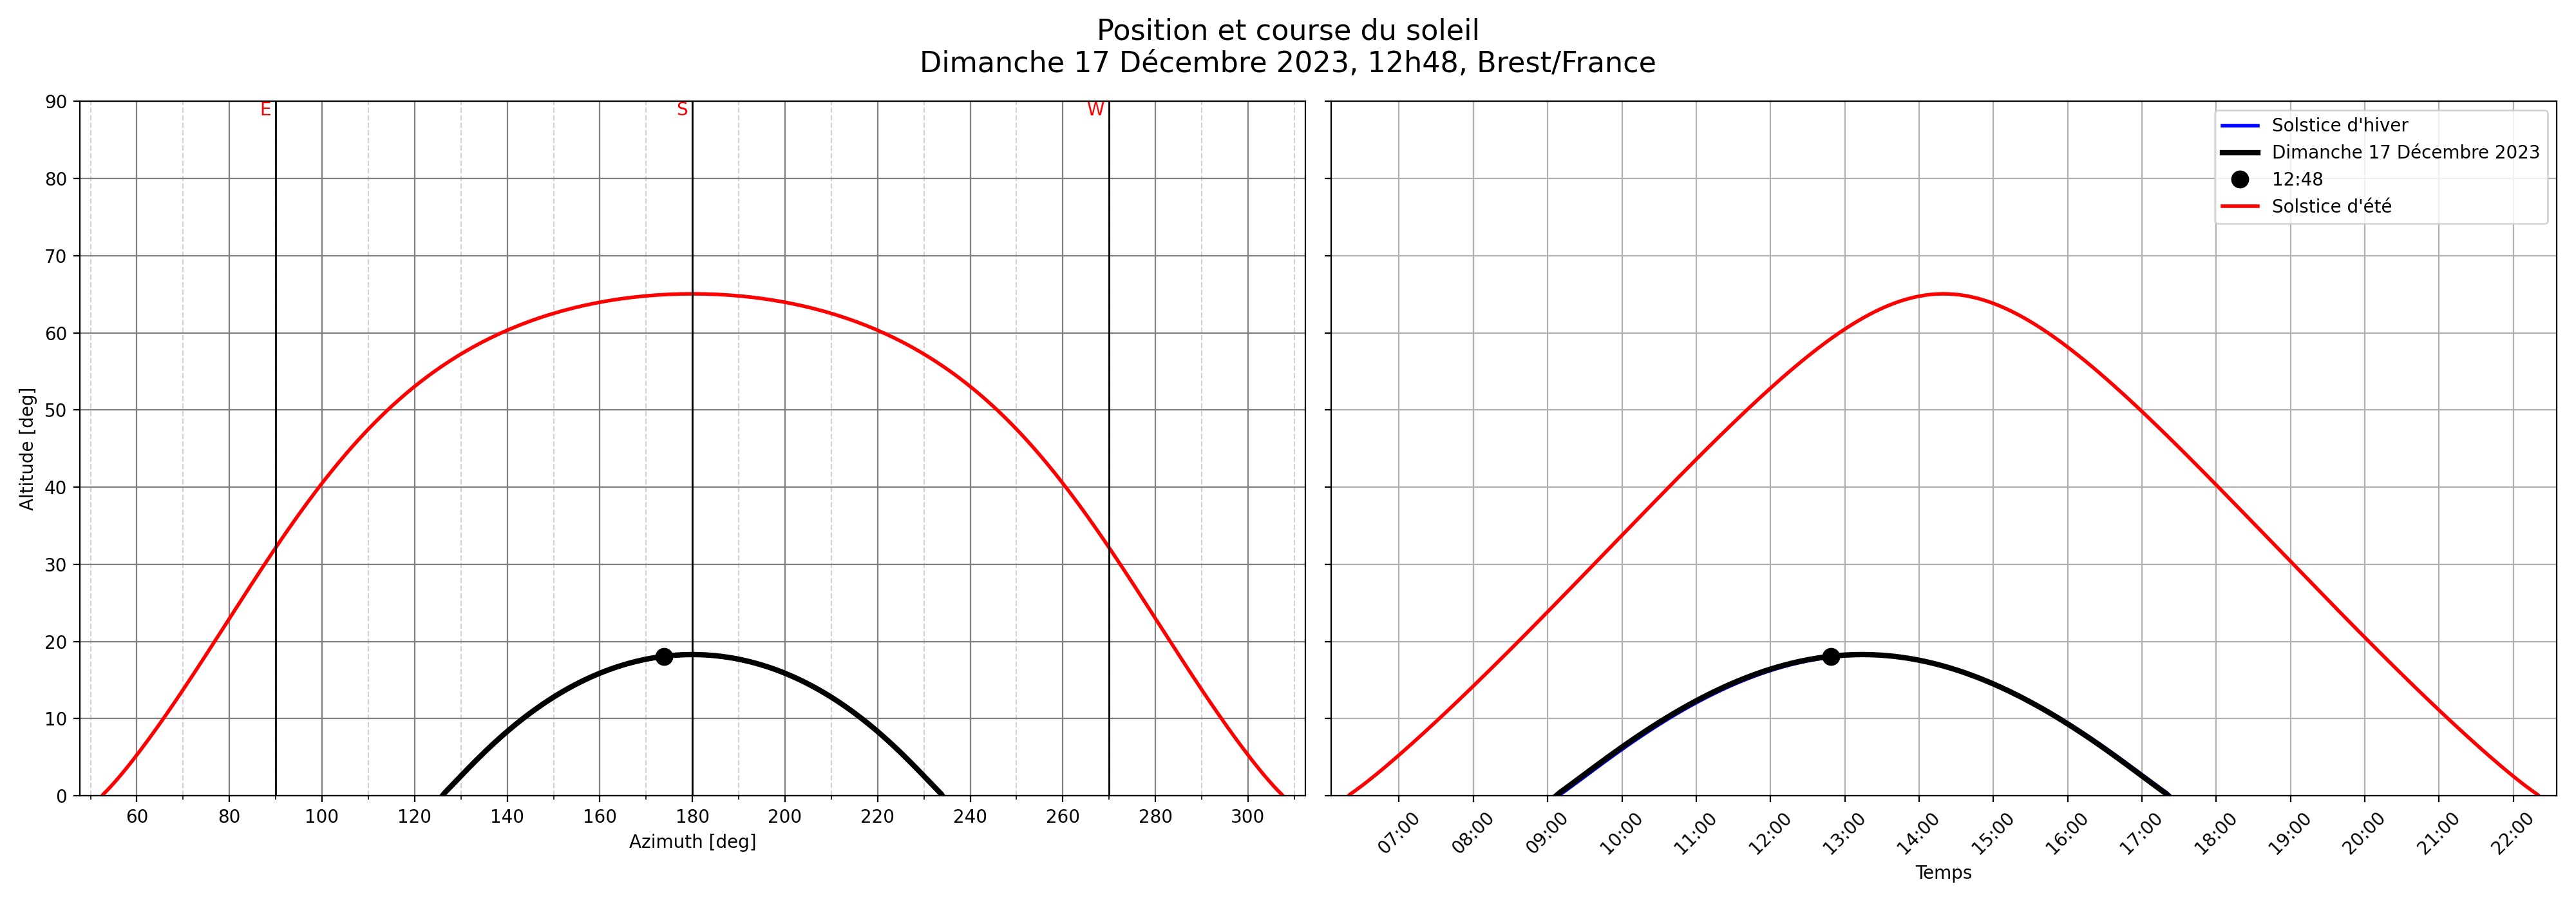 Position et course du soleil
Dimanche 17 Décembre 2023, 12h48, Brest/France
E
S
W
90
80
70
60
50
40
30
20
10
0
Altitude [deg]
60 80 100 120 140 160 180 200 220 240 260 280 300
Azimuth [deg]
Solstice d'hiver
Dimanche 17 Décembre 2023
12:48
Solstice d'été
07:00 08:00 09:00 10:00 11:00 12:00 13:00 14:00 15:00 16:00 17:00 18:00 19:00 20:00 21:00 22:00
Temps